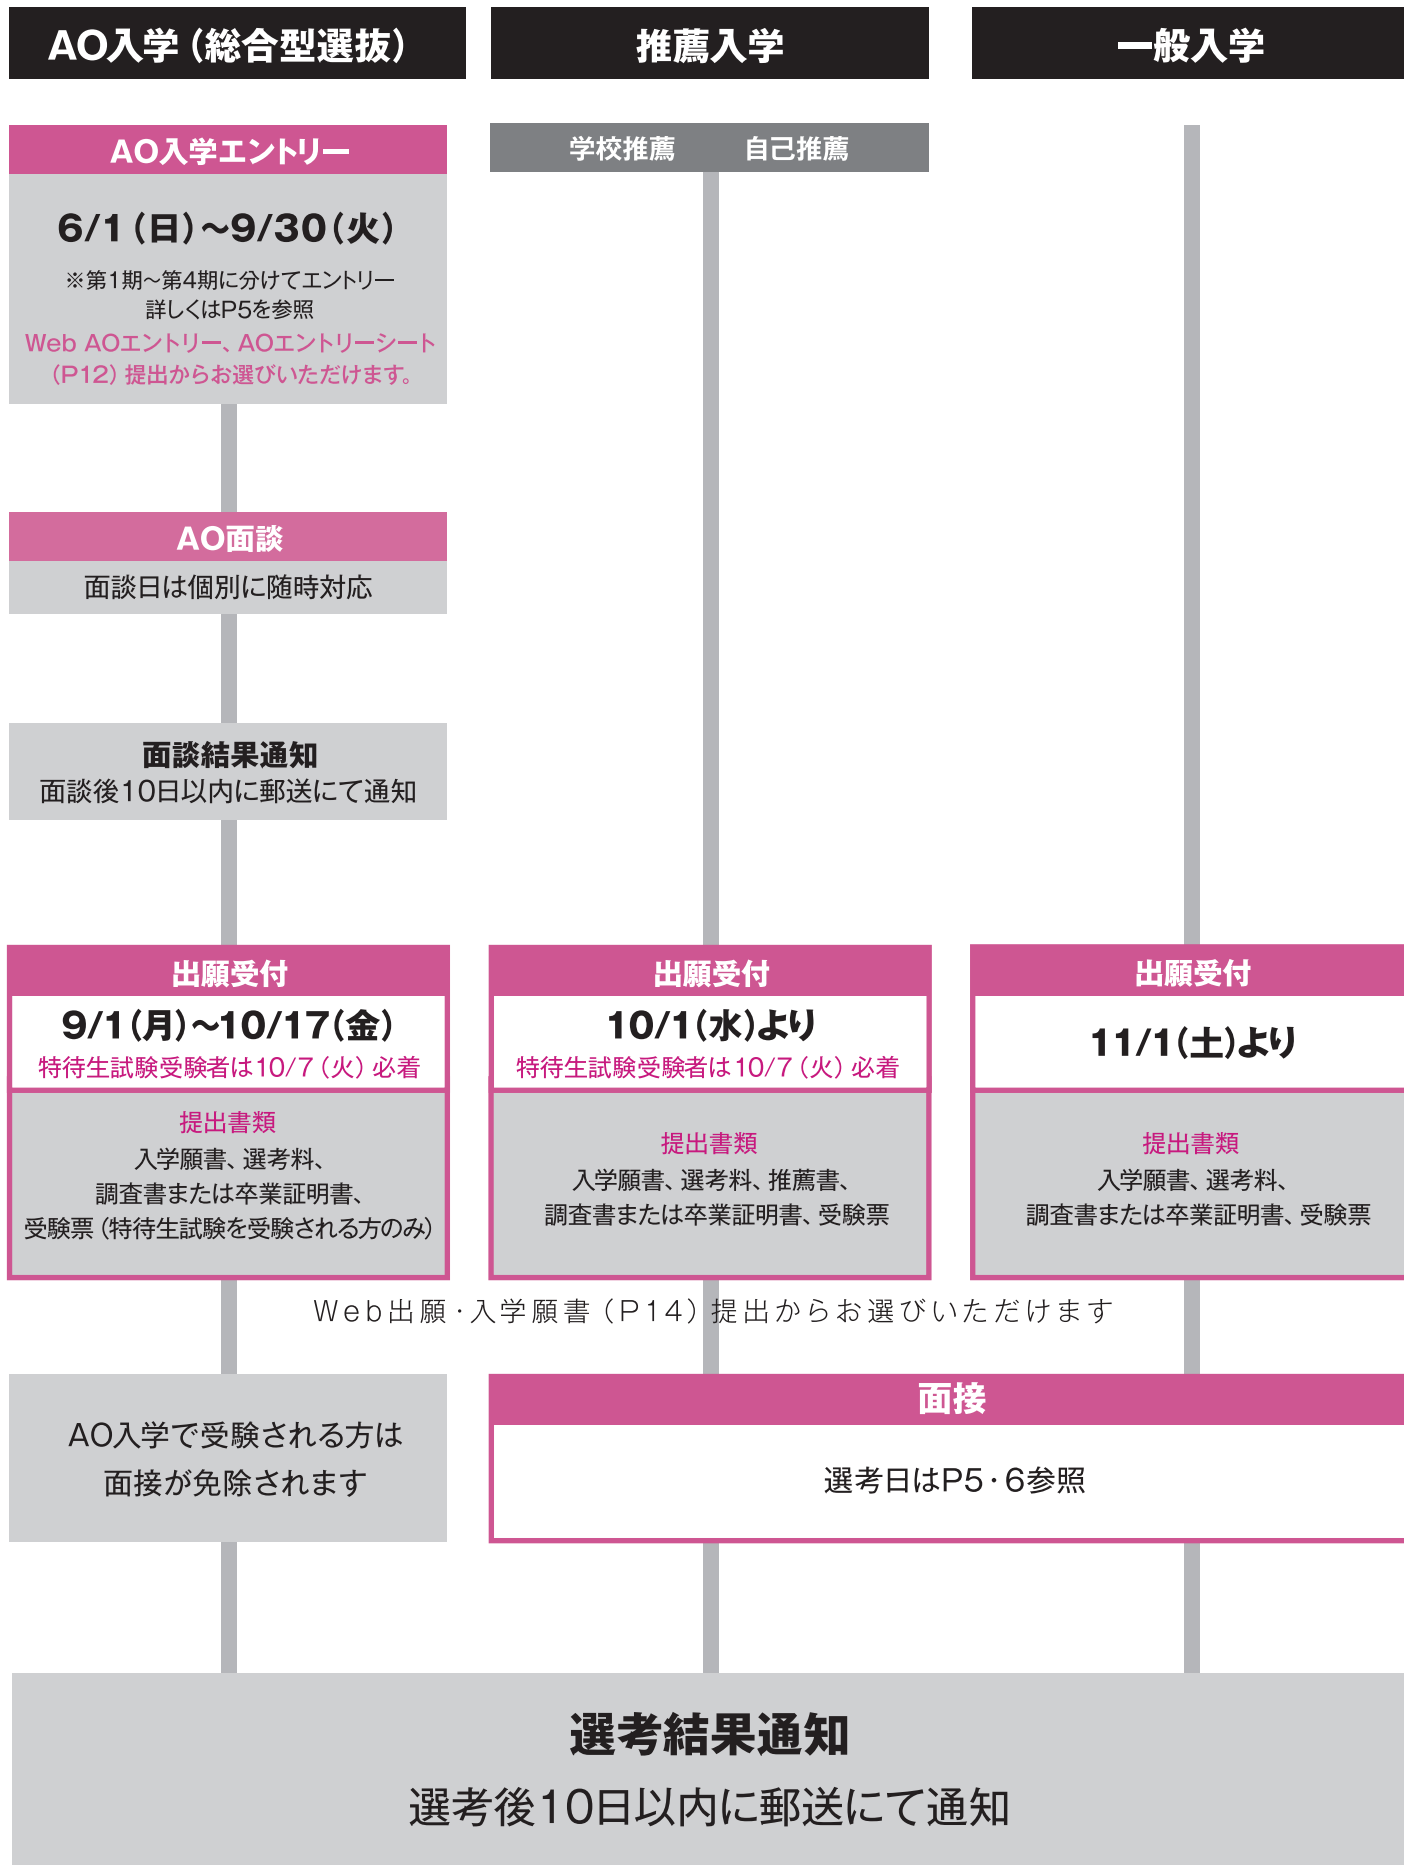 AO入学（総合型選抜）
推薦入学
一般入学
AO入学エントリー
6/1（日）～9/30（火）
※第1期～第4期に分けてエントリー
詳しくはP5を参照
Web AOエントリー、AOエントリーシート
（P12）提出からお選びいただけます。
学校推薦 自己推薦
AO面談
面談日は個別に随時対応
面談結果通知
面談後10日以内に郵送にて通知
出願受付
9/1（月）～10/17（金）
特待生試験受験者は10/7（火）必着
提出書類
入学願書、選考料、
調査書または卒業証明書、
受験票（特待生試験を受験される方のみ）
出願受付
10/1（水）より
特待生試験受験者は10/7（火）必着
提出書類
入学願書、選考料、推薦書、
調査書または卒業証明書、受験票
出願受付
11/1（土）より
提出書類
入学願書、選考料、
調査書または卒業証明書、受験票
Web出願・入学願書（P14）提出からお選びいただけます
AO入学で受験される方は
面接が免除されます
面接
選考日はP5・6参照
選考結果通知
選考後10日以内に郵送にて通知